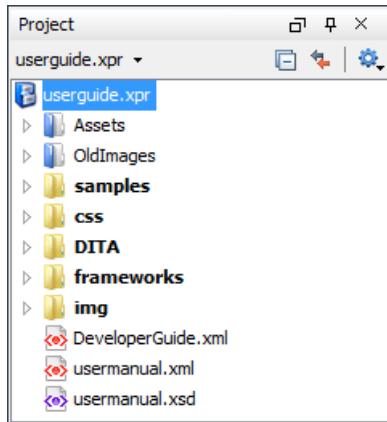 Project
userguide.xpr
userguide.xpr
Assets
OldImages
samples
css
DITA
frameworks
img
DeveloperGuide.xml
usermanual.xml
usermanual.xsd